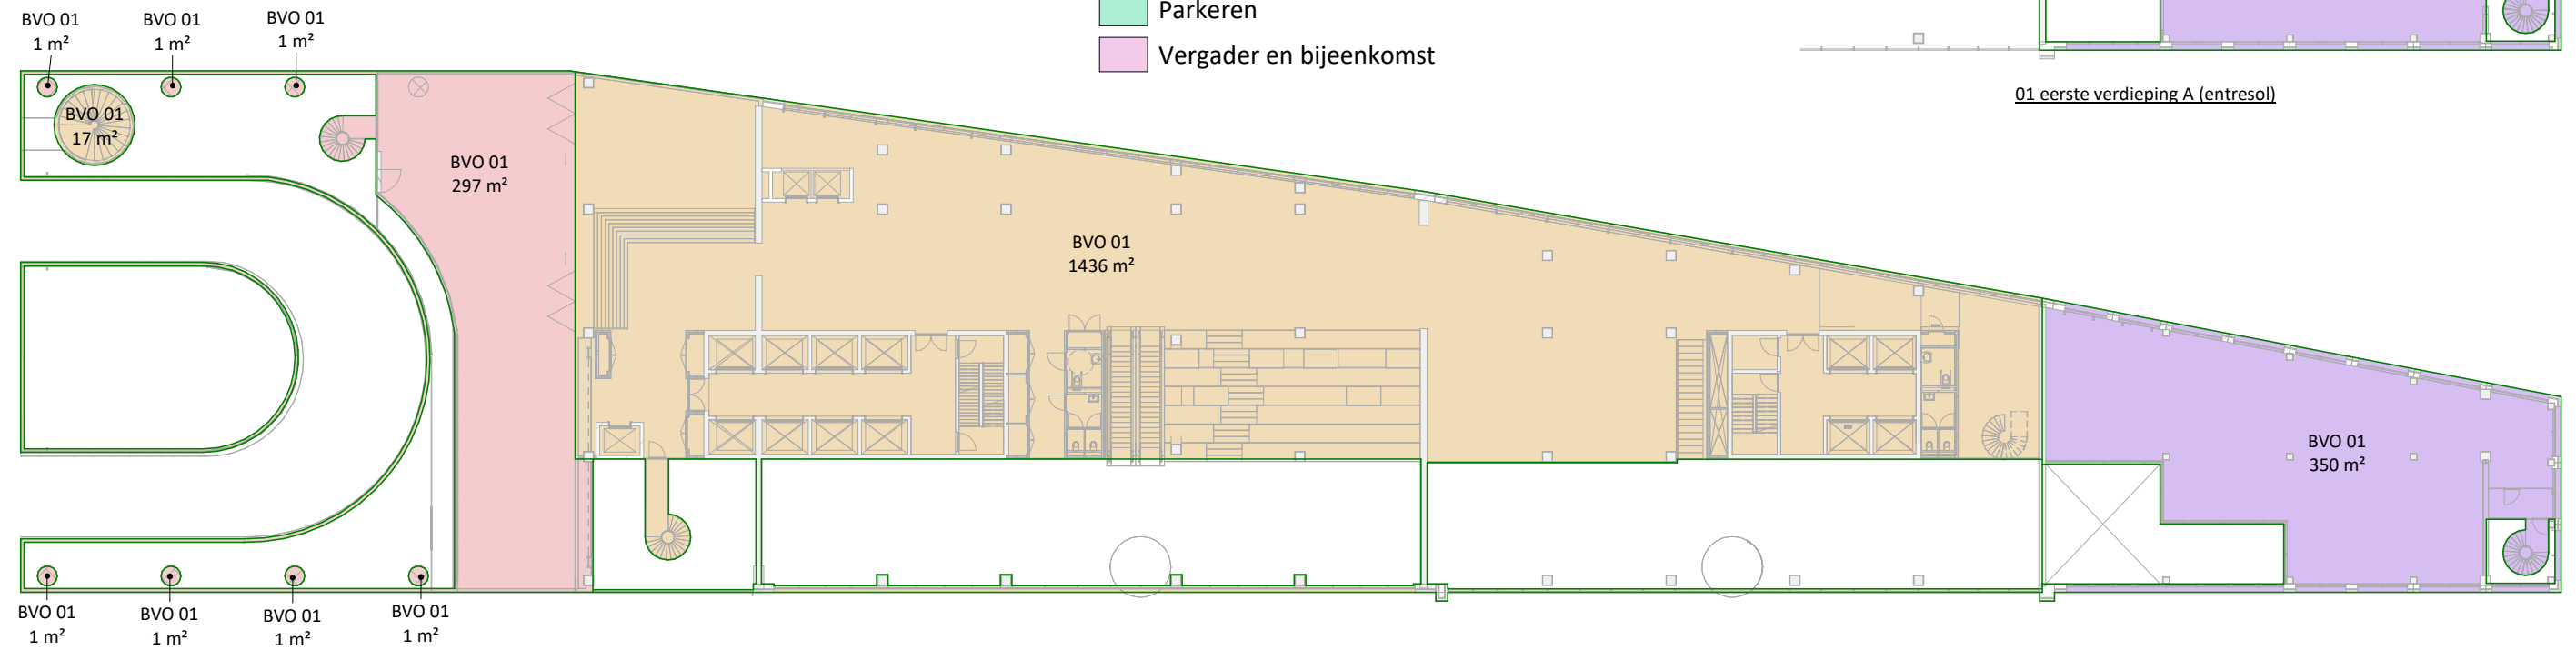 BVO 01
1 m²
BVO 01
1 m²
BVO 01
1 m²
Parkeren
Vergader en bijeenkomst
01 eerste verdieping A (entresol)
BVO 01
17 m²
BVO 01
297 m²
BVO 01
1436 m²
BVO 01
350 m²
BVO 01
1 m²
BVO 01
1 m²
BVO 01
1 m²
BVO 01
1 m²